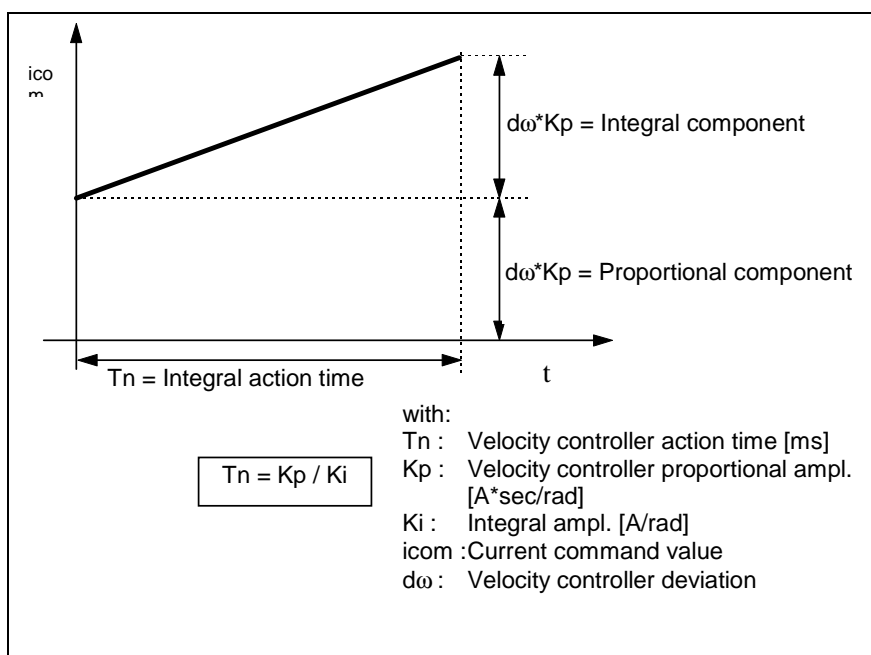 ico
m
dω*Kp = Integral component
dω*Kp = Proportional component
Tn = Integral action time
t
with:
Tn : Velocity controller action time [ms]
Kp : Velocity controller proportional ampl.
[A*sec/rad]
Tn = Kp / Ki
Ki : Integral ampl. [A/rad]
icom :Current command value
dω : Velocity controller deviation